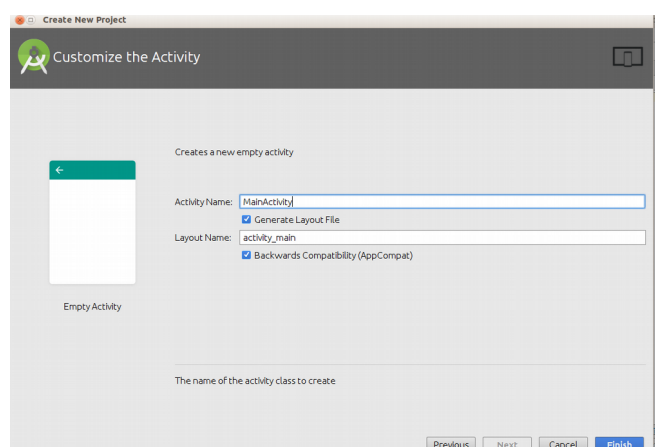 Create New Project
Customize the Activity
Creates a new empty activity
Activity Name: MainActivity
Generate Layout File
Layout Name: activity_main
Backwards Compatibility (AppCompat)
Empty Activity
The name of the activity class to create
Previous Next Cancel Finish